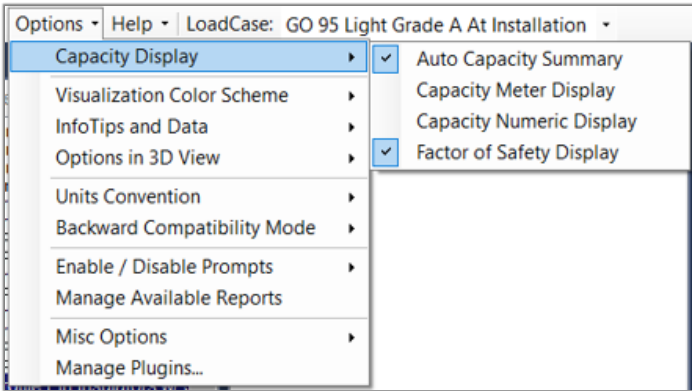 Options Help LoadCase: GO 95 Light Grade A At Installation
Capacity Display
Auto Capacity Summary
Capacity Meter Display
Capacity Numeric Display
Factor of Safety Display
Visualization Color Scheme
InfoTips and Data
Options in 3D View
Units Convention
Backward Compatibility Mode
Enable / Disable Prompts
Manage Available Reports
Misc Options
Manage Plugins...